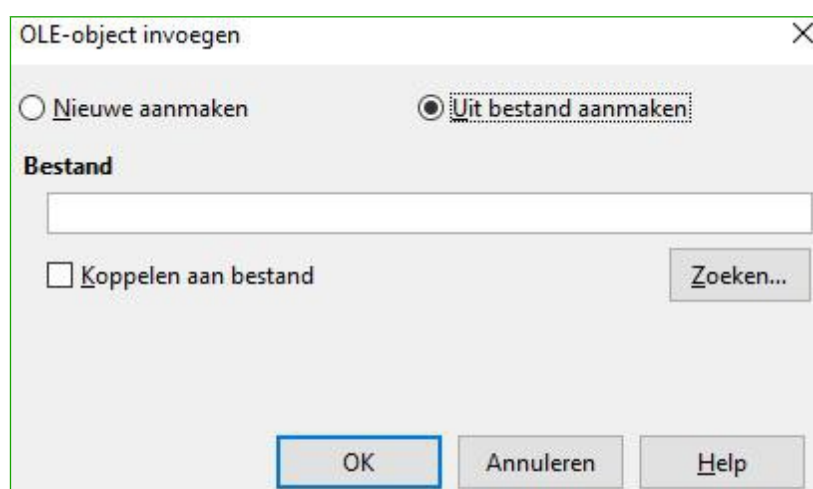 OLE-object invoegen
Nieuwe aanmaken
Uit bestand aanmaken
Bestand
Koppelen aan bestand
Zoeken...
OK
Annuleren
Help